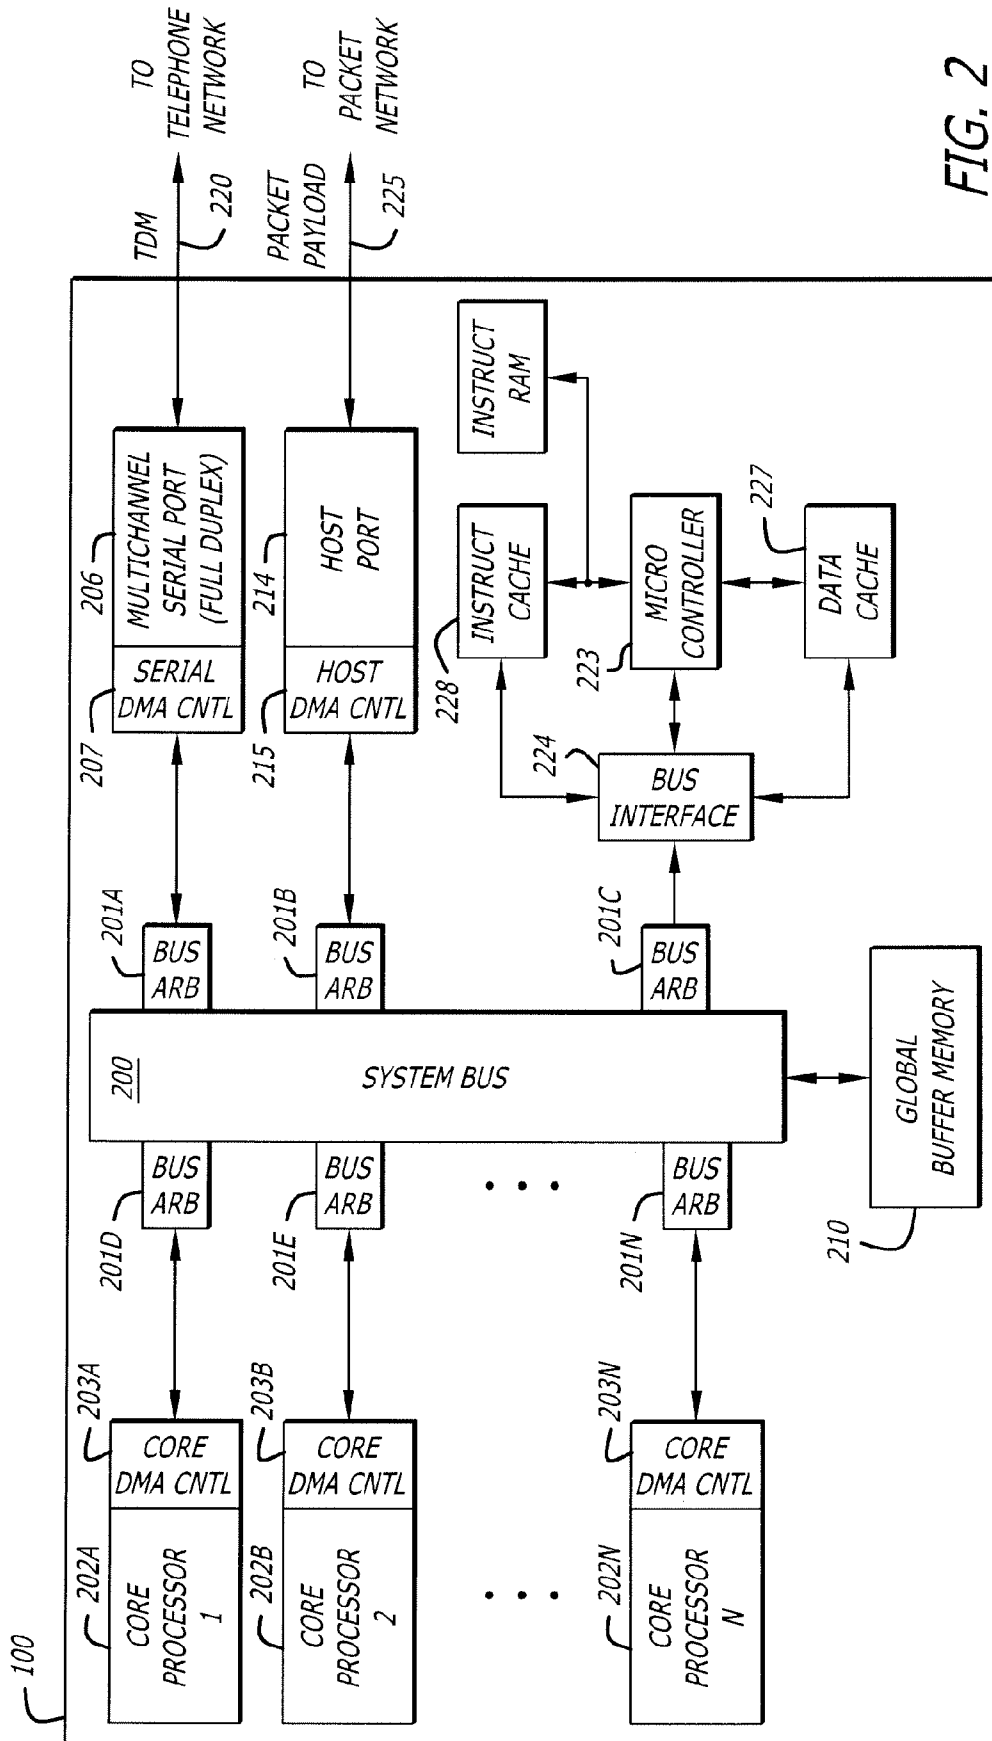 100
202A
CORE
PROCESSOR
1
203A
CORE
DMA CNTL
201D
BUS
ARB
200
SYSTEM BUS
201A
BUS
ARB
207
SERIAL
DMA CNTL
206
MULTICHANNEL
SERIAL PORT
(FULL DUPLEX)
TDM
220
TO
TELEPHONE
NETWORK
202B
CORE
PROCESSOR
2
203B
CORE
DMA CNTL
201E
BUS
ARB
201B
BUS
ARB
215
HOST
DMA CNTL
214
HOST
PORT
PACKET
PAYLOAD
225
TO
PACKET
NETWORK
202N
CORE
PROCESSOR
N
203N
CORE
DMA CNTL
201N
BUS
ARB
201C
BUS
ARB
224
BUS
INTERFACE
228
INSTRUCT
CACHE
INSTRUCT
RAM
223
MICRO
CONTROLLER
227
DATA
CACHE
210
GLOBAL
BUFFER MEMORY
FIG. 2